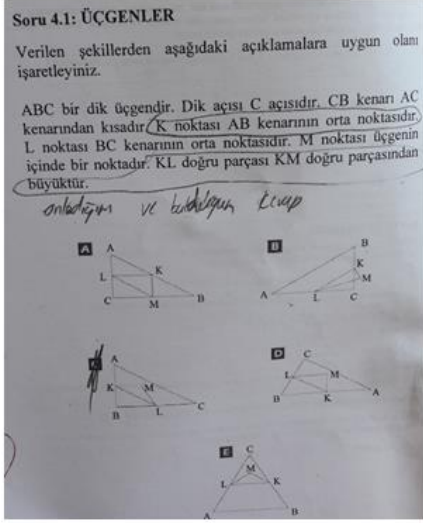 Soru 4.1: ÜÇGENLER
Verilen şekillerden aşağıdaki açıklamalara uygun olanı
işaretleyiniz.
ABC bir dik üçgendir. Dik açısı C açısıdır. CB kenarı AC
kenarından kısadır. K noktası AB kenarının orta noktasıdır.
L noktası BC kenarının orta noktasıdır. M noktası üçgenin
içinde bir noktadır. KL doğru parçası KM doğru parçasından
büyüktür.
anladığım ve bulduğum cevap
A
A
L K
C M B
B
B
K
M
A L C
A
K M
B L C
D
C
L M
B K A
E
C
M
L K
A B